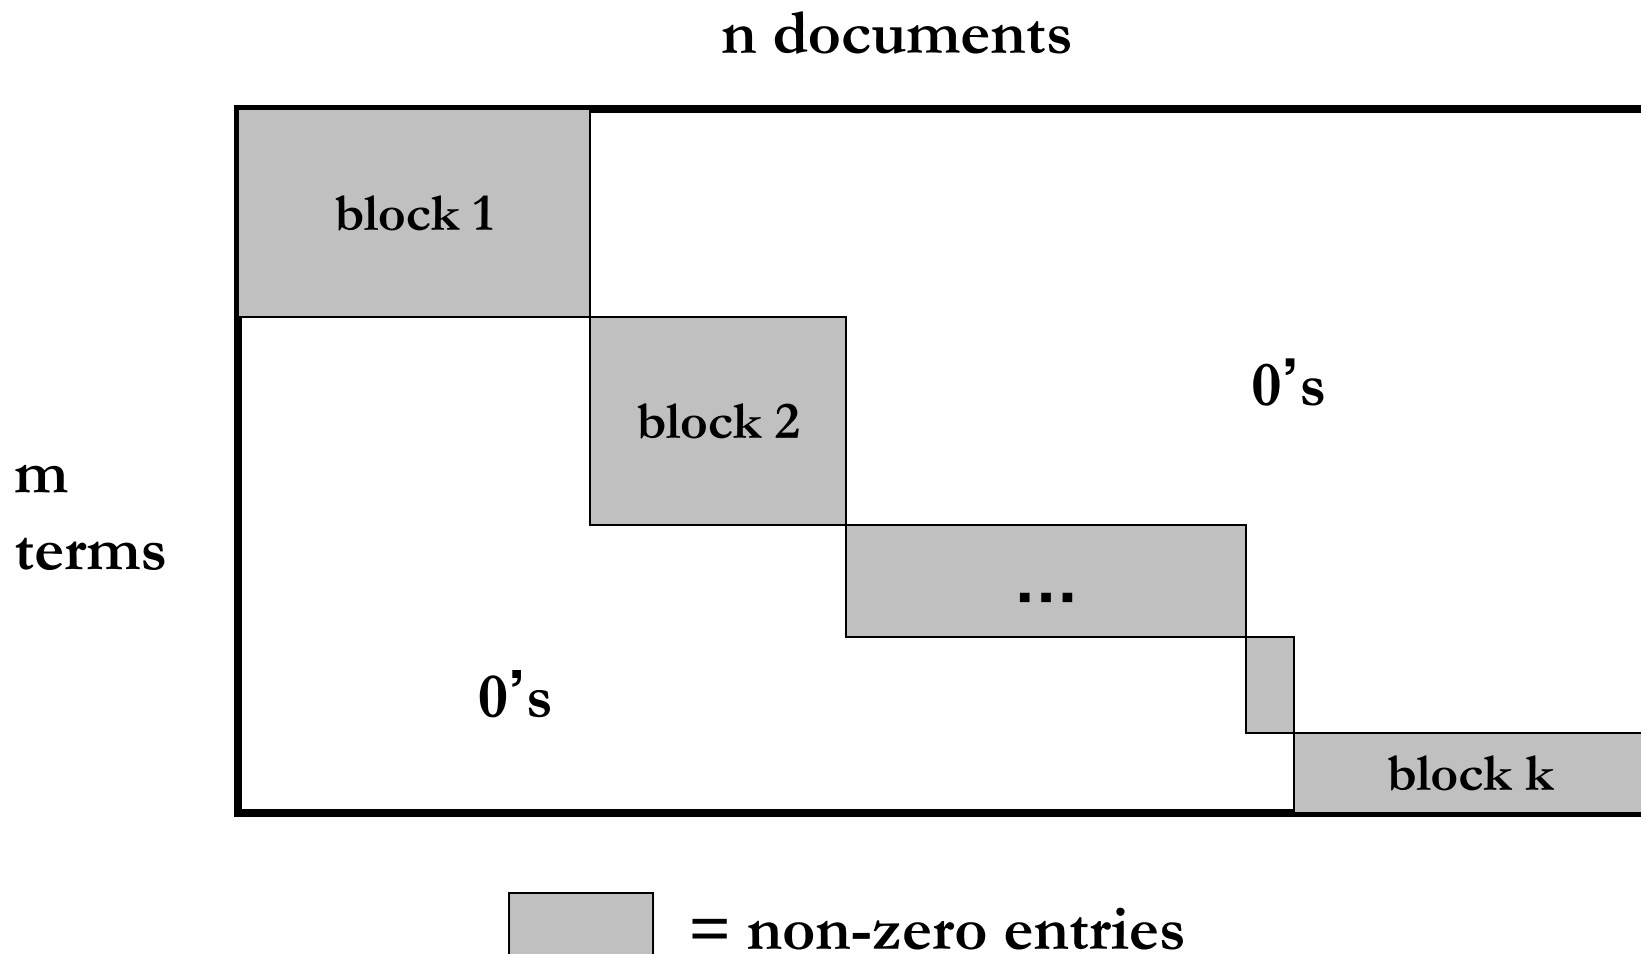 n documents
block 1
block 2
0’s
m
terms
...
0’s
block k
= non-zero entries